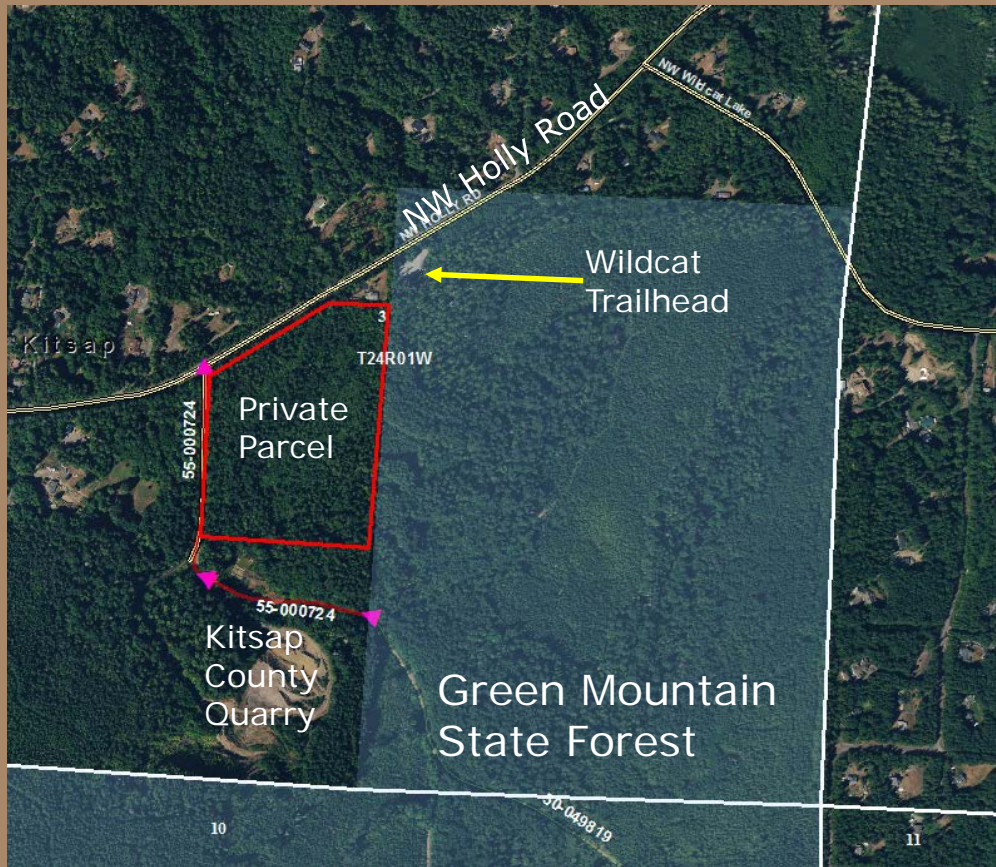 NW Wildcat Lake
NW Holly Road
NW HOLLY RD
Wildcat
Trailhead
3
Kitsap
T24R01W
2
Private
Parcel
55-000724
55-000724
Kitsap
County
Quarry
Green Mountain
State Forest
50-049819
10
11